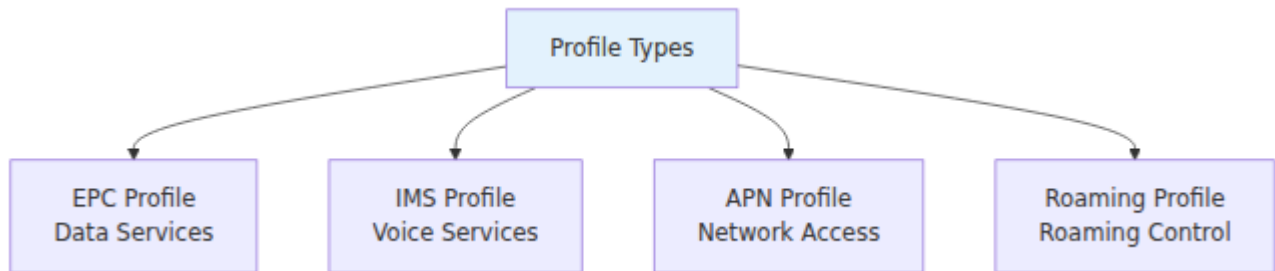 Profile Types
EPC Profile
Data Services
IMS Profile
Voice Services
APN Profile
Network Access
Roaming Profile
Roaming Control